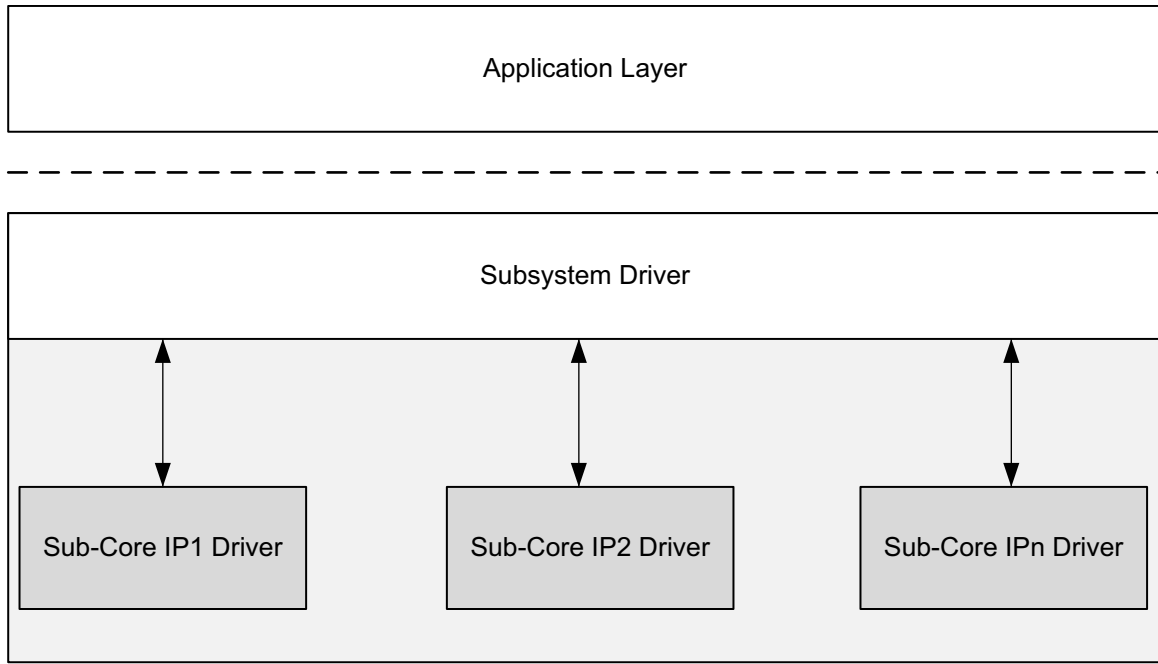 Application Layer
Subsystem Driver
Sub-Core IP1 Driver
Sub-Core IP2 Driver
Sub-Core IPn Driver